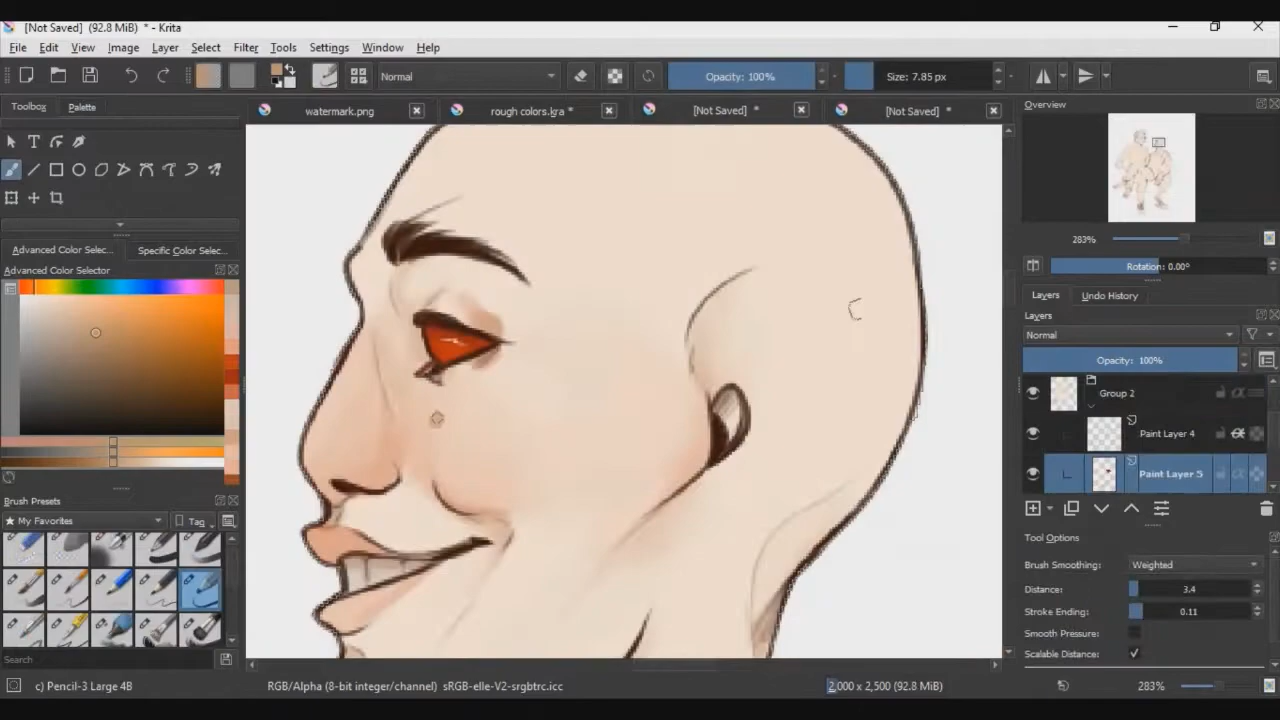 [Not Saved] (92.8 MiB) * - Krita
File Edit View Image Layer Select Filter Tools Settings Window Help
Normal Opacity: 100% Size: 7.85 px
Toolbox Palette
watermark.png rough colors.kra * [Not Saved] * [Not Saved] *
Overview
283%
Rotation: 0.00°
Advanced Color Selec... Specific Color Selec...
Advanced Color Selector
Layers Undo History
Layers
Normal
Opacity: 100%
Group 2
Paint Layer 4
Paint Layer 5
Brush Presets
★ My Favorites Tag
Tool Options
Brush Smoothing: Weighted
Distance: 3.4
Stroke Ending: 0.11
Smooth Pressure:
Scalable Distance:
Search
c) Pencil-3 Large 4B RGB/Alpha (8-bit integer/channel) sRGB-elle-V2-srgbtrc.icc 2,000 x 2,500 (92.8 MiB) 283%